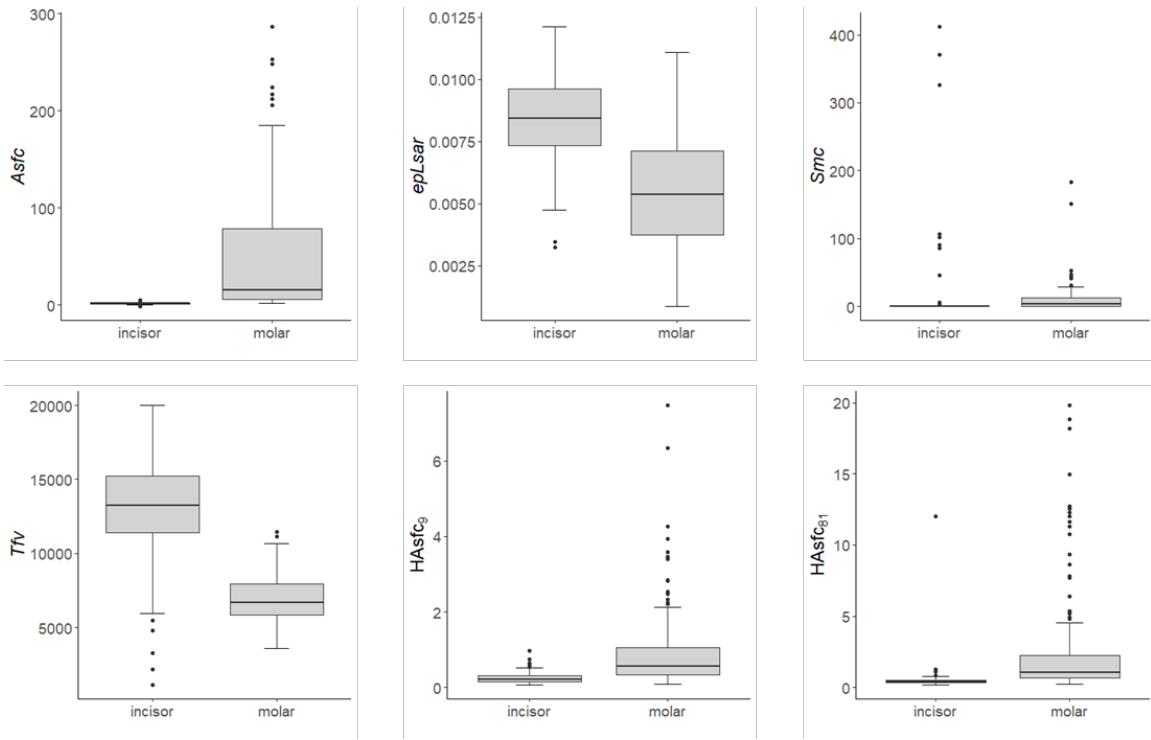 Asfc
300
200
100
0
incisor molar
epLsar
0.0125
0.0100
0.0075
0.0050
0.0025
incisor molar
Smc
400
300
200
100
0
incisor molar
Tfv
20000
15000
10000
5000
incisor molar
HAsfc₉
6
4
2
0
incisor molar
HAsfc₈₁
20
15
10
5
0
incisor molar